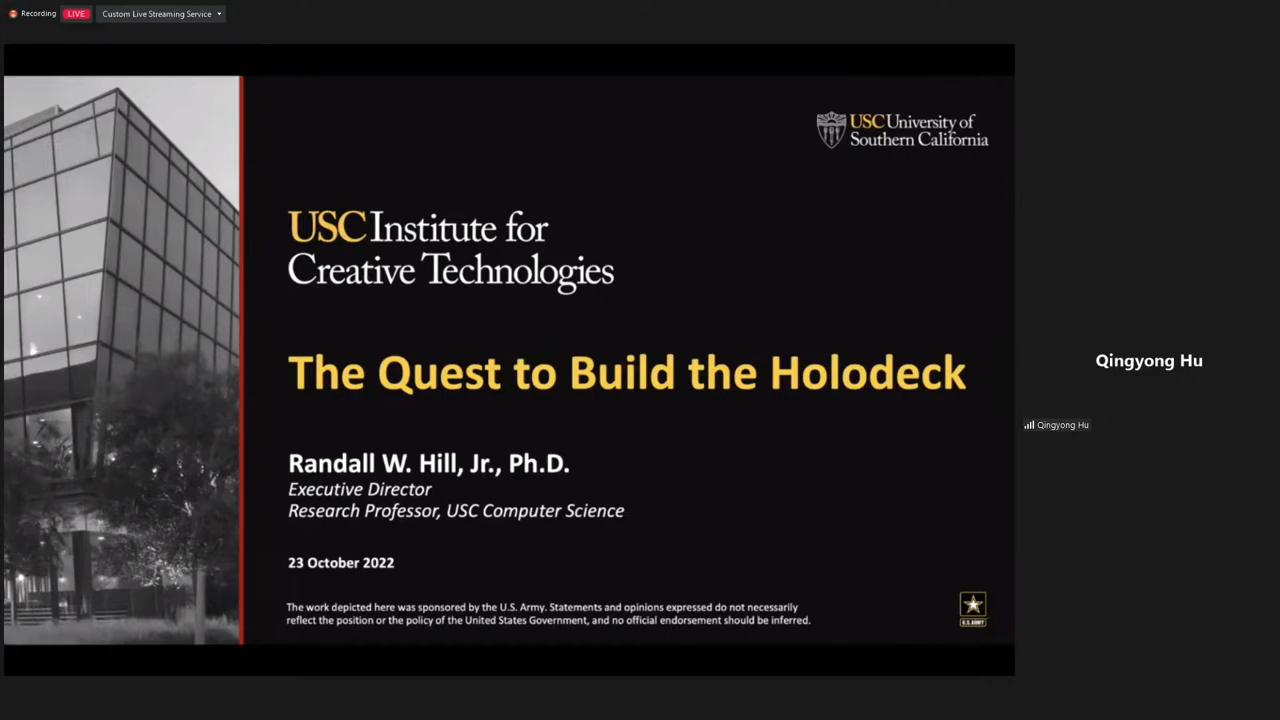 Recording
LIVE
Custom Live Streaming Service
USC University of
Southern California
USC Institute for
Creative Technologies
The Quest to Build the Holodeck
Randall W. Hill, Jr., Ph.D.
Executive Director
Research Professor, USC Computer Science
23 October 2022
The work depicted here was sponsored by the U.S. Army. Statements and opinions expressed do not necessarily
reflect the position or the policy of the United States Government, and no official endorsement should be inferred.
U.S. ARMY
Qingyong Hu
Qingyong Hu